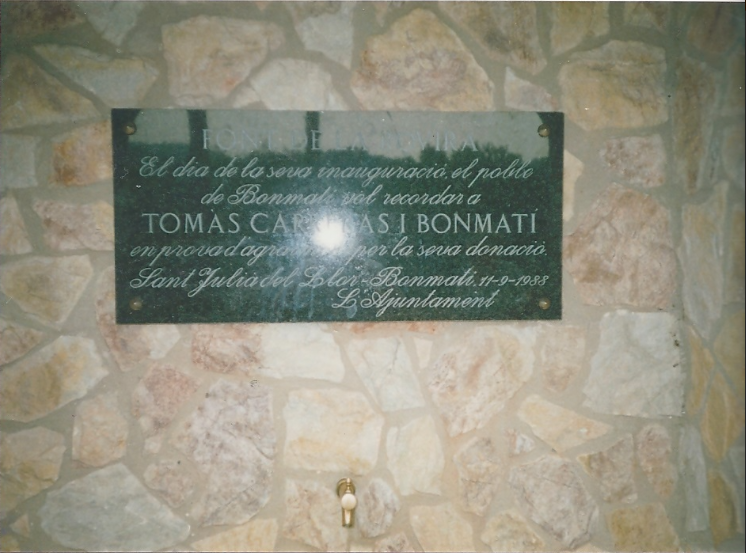 FONT DE
El dia de la seva inauguració, el poble
de Bonmatí vol recordar a
TOMÀS I BONMATÍ
en prova per la seva donació.
Sant Julià del Llor-Bonmatí, 11-9-1988
L'Ajuntament